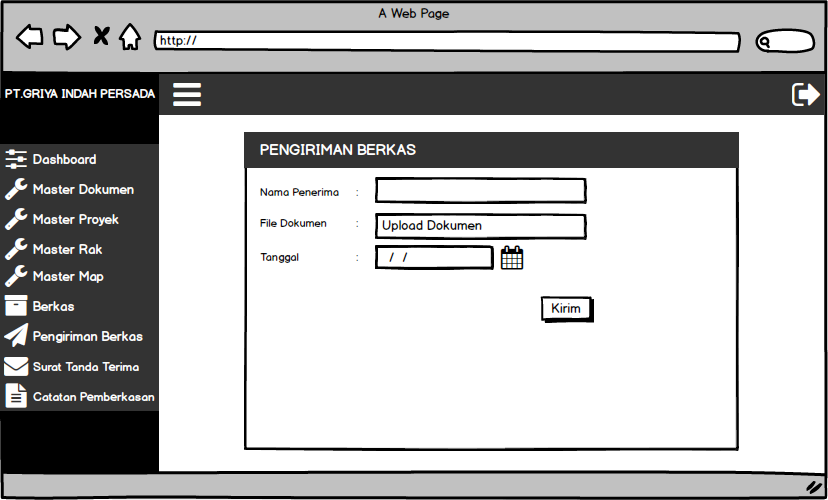 A Web Page
http://
PT.GRIYA INDAH PERSADA
Dashboard
Master Dokumen
Master Proyek
Master Rak
Master Map
Berkas
Pengiriman Berkas
Surat Tanda Terima
Catatan Pemberkasan
PENGIRIMAN BERKAS
Nama Penerima :
File Dokumen : Upload Dokumen
Tanggal : / /
Kirim